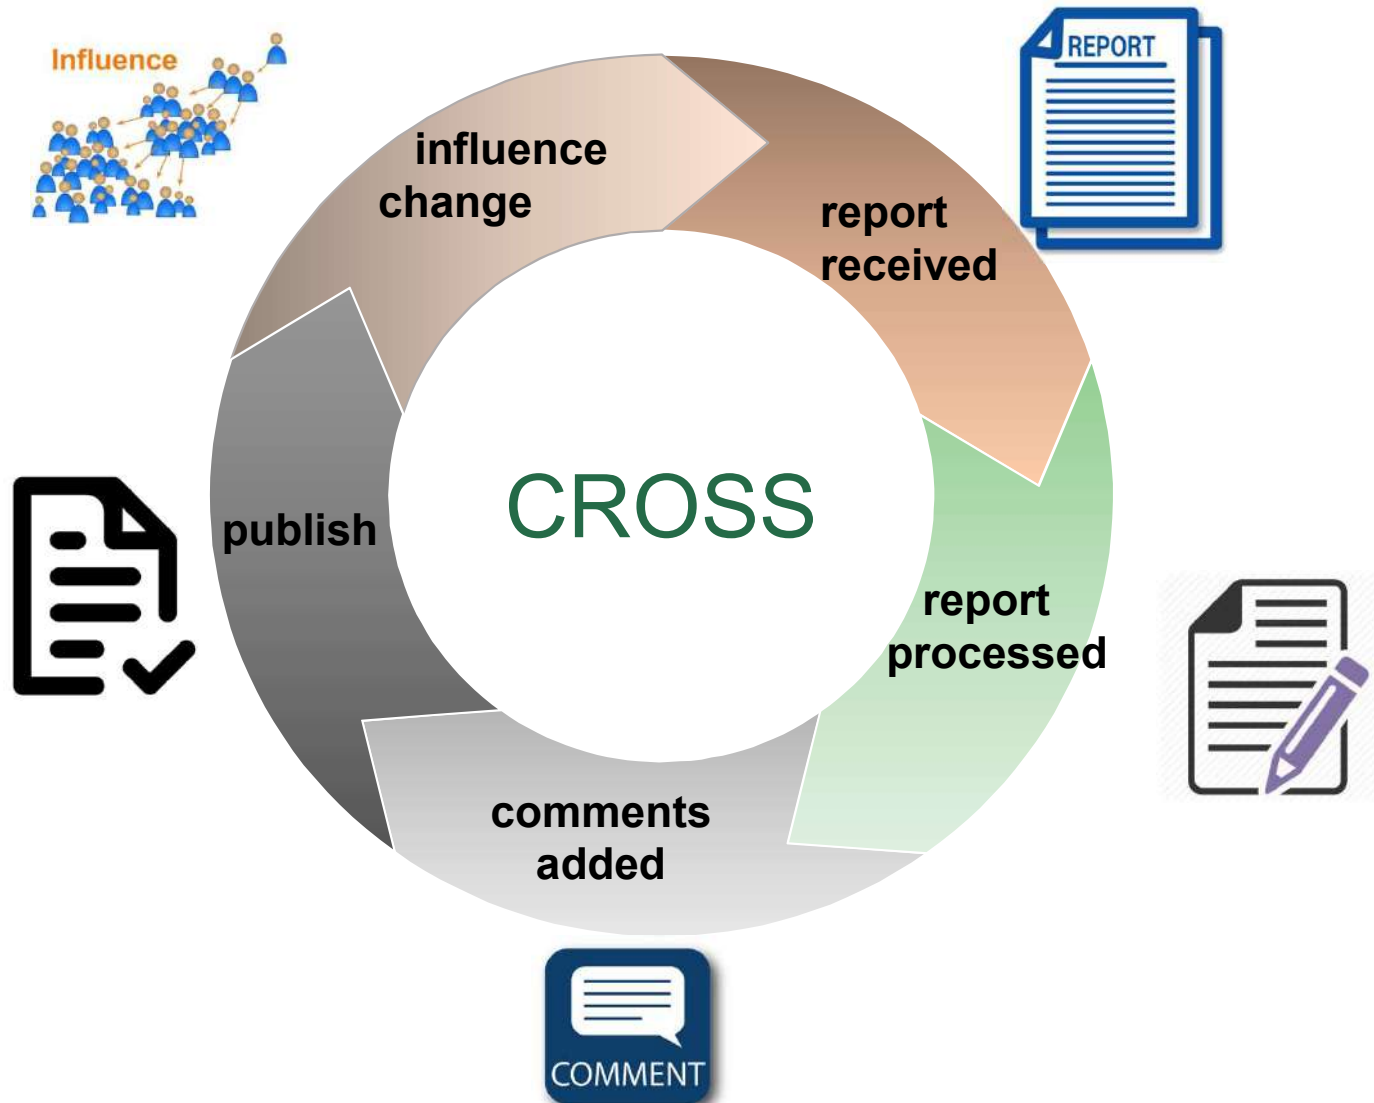 Influence
REPORT
influence
change
report
received
CROSS
publish
report
processed
comments
added
COMMENT